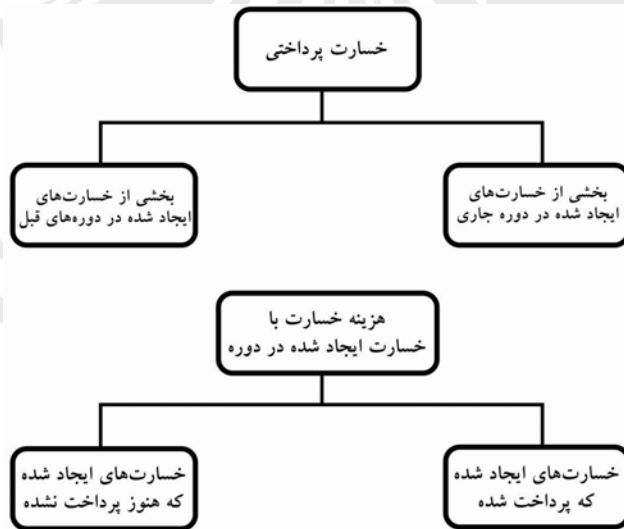 خسارت پرداختی
بخشی از خسارت‌های
ایجاد شده در دوره جاری
بخشی از خسارت‌های
ایجاد شده در دوره‌های قبل
هزینه خسارت با
خسارت ایجاد شده در دوره
خسارت‌های ایجاد شده
که پرداخت شده
خسارت‌های ایجاد شده
که هنوز پرداخت نشده